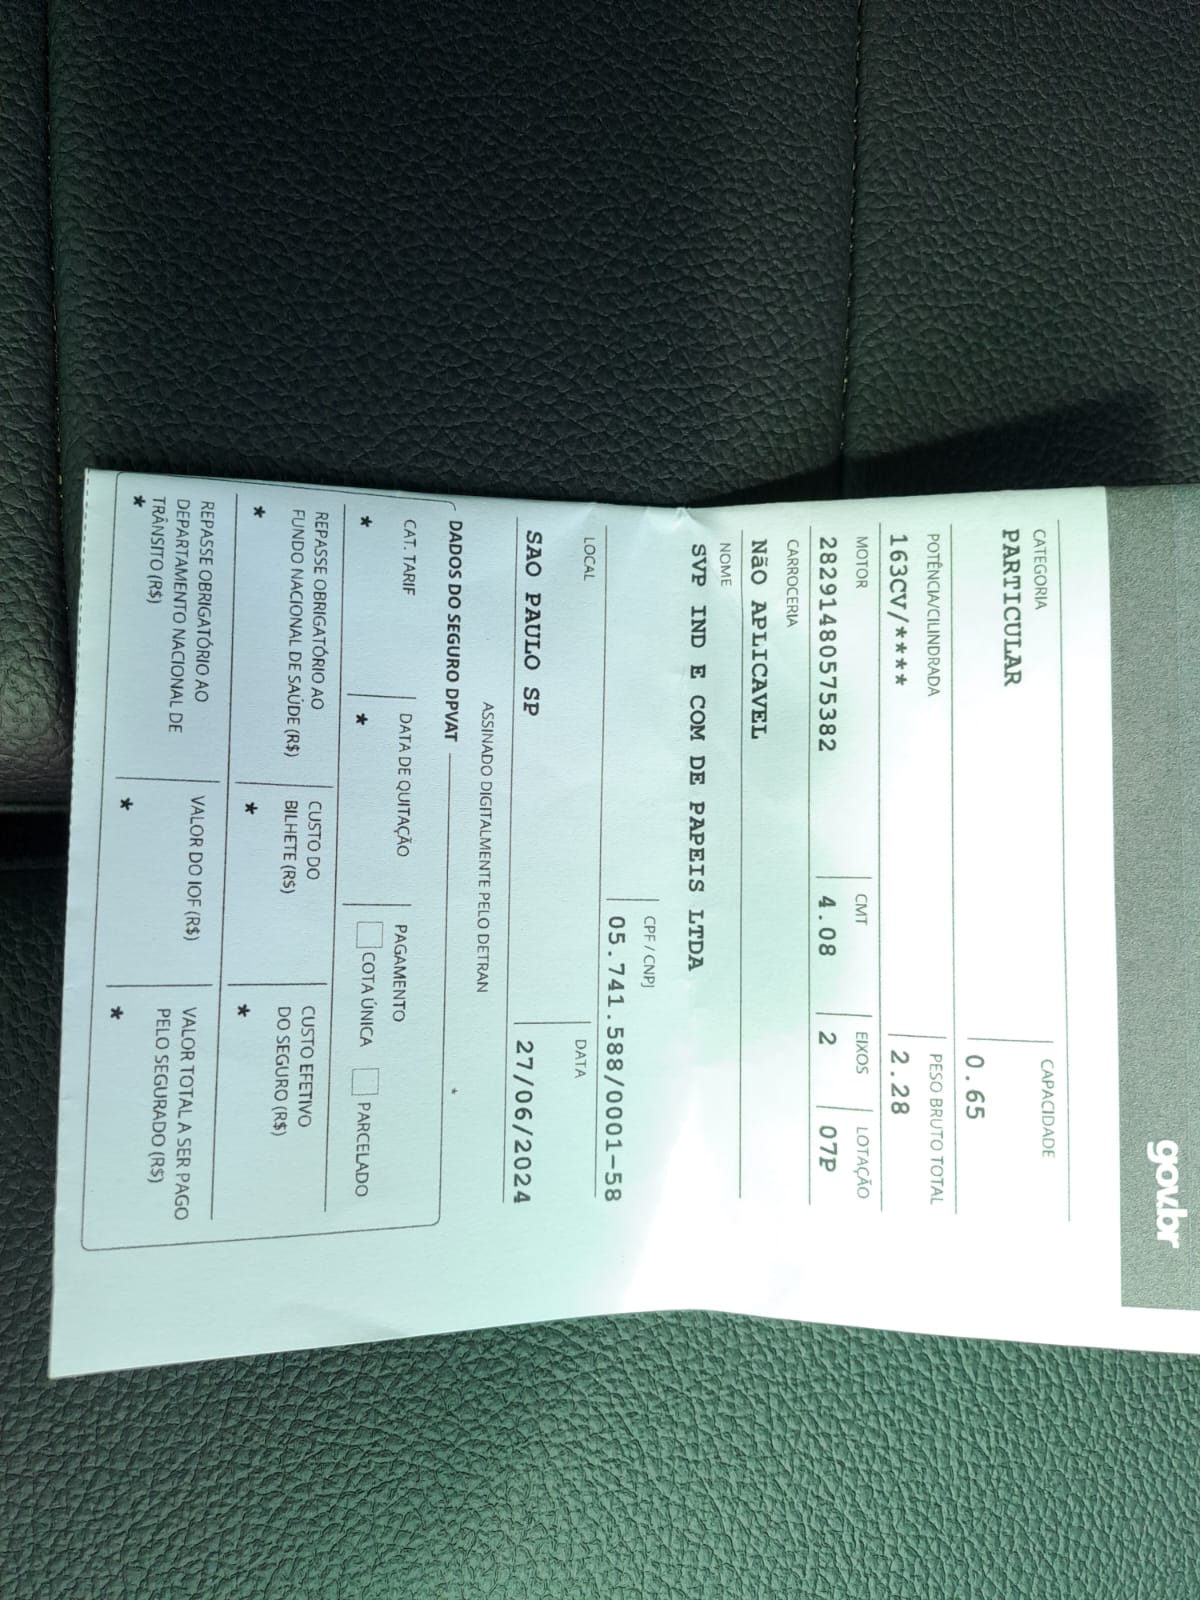 gov.br
CATEGORIA
PARTICULAR
CAPACIDADE
0.65
POTÊNCIA/CILINDRADA
163CV/****
PESO BRUTO TOTAL
2.28
MOTOR
28291480575382
CMT
4.08
EIXOS
2
LOTAÇÃO
07P
CARROCERIA
NãO APLICAVEL
NOME
SVP IND E COM DE PAPEIS LTDA
CPF / CNPJ
05.741.588/0001-58
LOCAL
SAO PAULO SP
DATA
27/06/2024
ASSINADO DIGITALMENTE PELO DETRAN
DADOS DO SEGURO DPVAT
*
CAT. TARIF
*
DATA DE QUITAÇÃO
*
PAGAMENTO
COTA ÚNICA
PARCELADO
REPASSE OBRIGATÓRIO AO
FUNDO NACIONAL DE SAÚDE (R$)
*
CUSTO DO
BILHETE (R$)
*
CUSTO EFETIVO
DO SEGURO (R$)
*
REPASSE OBRIGATÓRIO AO
DEPARTAMENTO NACIONAL DE
TRÂNSITO (R$)
*
VALOR DO IOF (R$)
*
VALOR TOTAL A SER PAGO
PELO SEGURADO (R$)
*